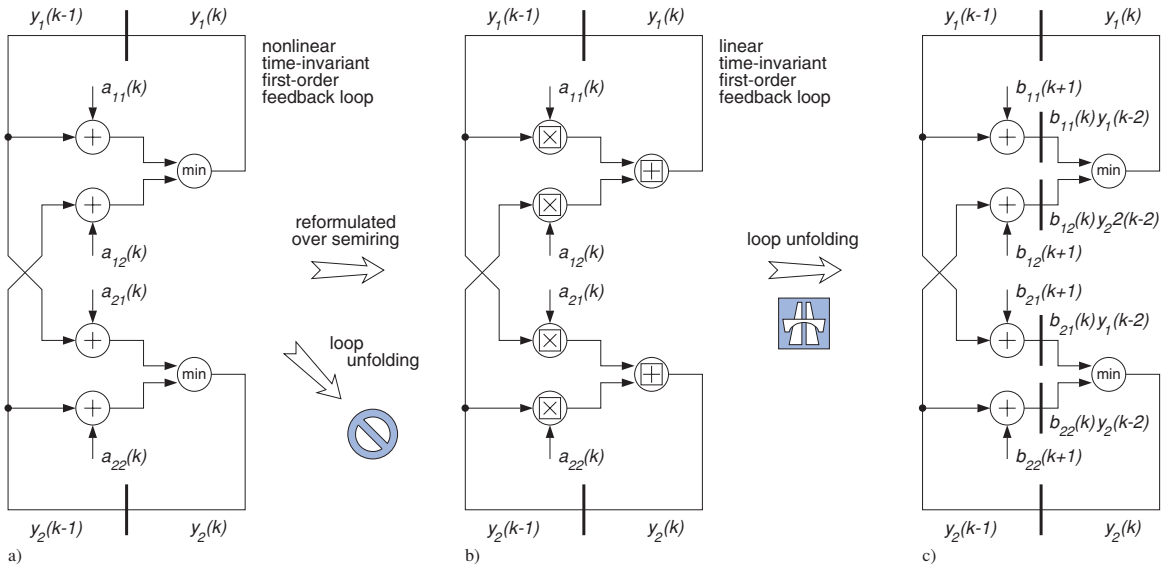 y1(k-1) y1(k)
nonlinear
time-invariant
first-order
feedback loop
a11(k)
+
min
+
a12(k)
a21(k)
+
min
+
a22(k)
y2(k-1) y2(k)
a)
reformulated
over semiring
loop
unfolding
y1(k-1) y1(k)
linear
time-invariant
first-order
feedback loop
a11(k)
×
+
×
a12(k)
a21(k)
×
+
×
a22(k)
y2(k-1) y2(k)
b)
loop unfolding
y1(k-1) y1(k)
b11(k+1)
b11(k)y1(k-2)
+
min
+
b12(k)y22(k-2)
b12(k+1)
b21(k+1)
b21(k)y1(k-2)
+
min
+
b22(k)y2(k-2)
b22(k+1)
y2(k-1) y2(k)
c)